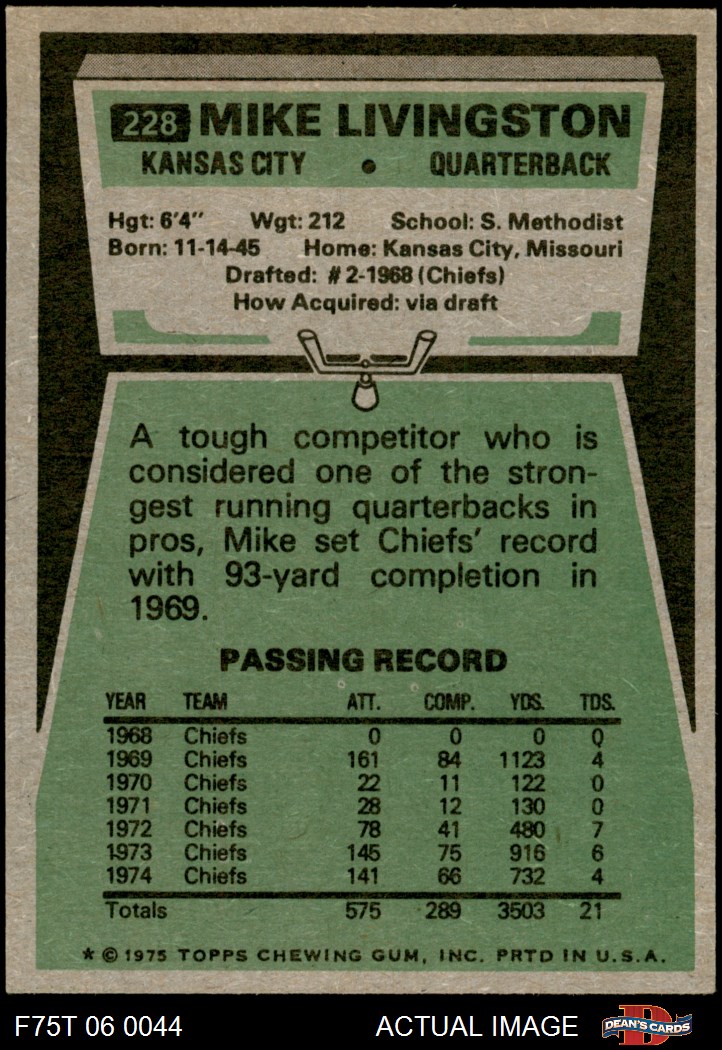 228 MIKE LIVINGSTON
KANSAS CITY • QUARTERBACK
Hgt: 6'4" Wgt: 212 School: S. Methodist
Born: 11-14-45 Home: Kansas City, Missouri
Drafted: #2-1968 (Chiefs)
How Acquired: via draft
A tough competitor who is
considered one of the stron-
gest running quarterbacks in
pros, Mike set Chiefs' record
with 93-yard completion in
1969.
PASSING RECORD
YEAR TEAM ATT. COMP. YDS. TDS.
1968 Chiefs 0 0 0 0
1969 Chiefs 161 84 1123 4
1970 Chiefs 22 11 122 0
1971 Chiefs 28 12 130 0
1972 Chiefs 78 41 480 7
1973 Chiefs 145 75 916 6
1974 Chiefs 141 66 732 4
Totals 575 289 3503 21
* © 1975 TOPPS CHEWING GUM, INC. PRTD IN U.S.A.
F75T 06 0044 ACTUAL IMAGE D DEAN'S CARDS